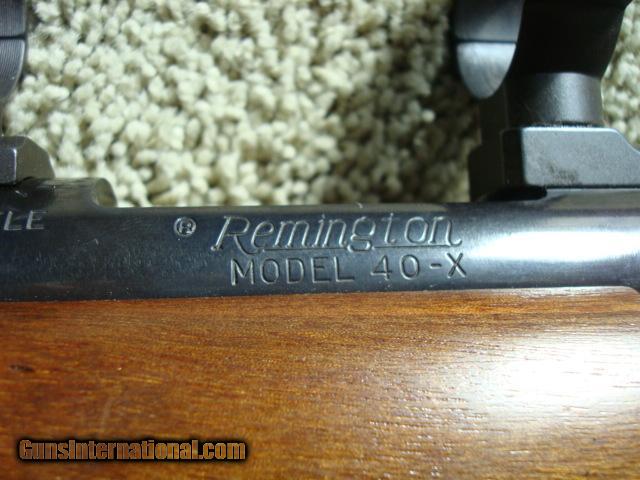 ® Remington
MODEL 40-X
GunsInternational.com